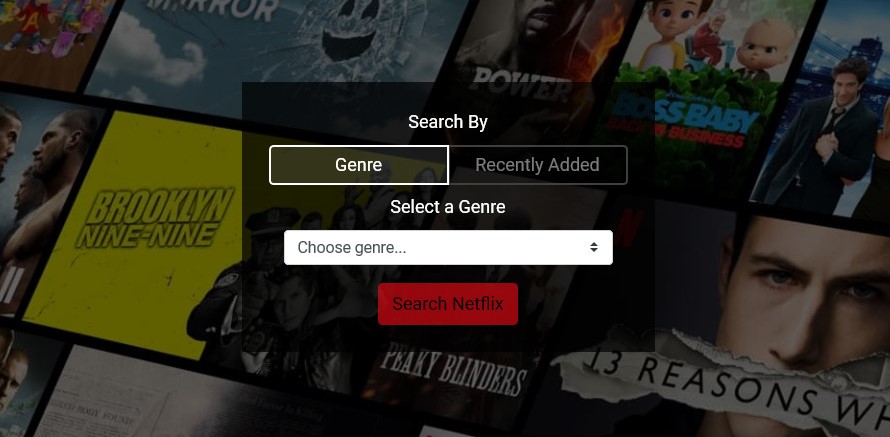 MIRROR
POWER
BOSS BABY
BACK IN BUSINESS
Search By
Genre
Recently Added
Select a Genre
BROOKLYN
NINE-NINE
Choose genre...
Search Netflix
PEAKY BLINDERS
13 REASONS WH